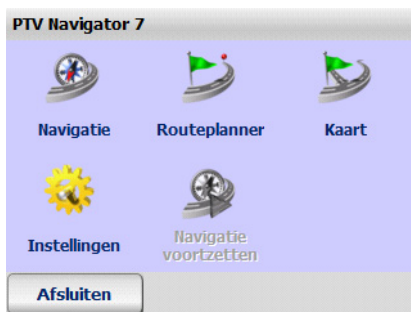 PTV Navigator 7
Navigatie
Routeplanner
Kaart
Instellingen
Navigatie
voortzetten
Afsluiten